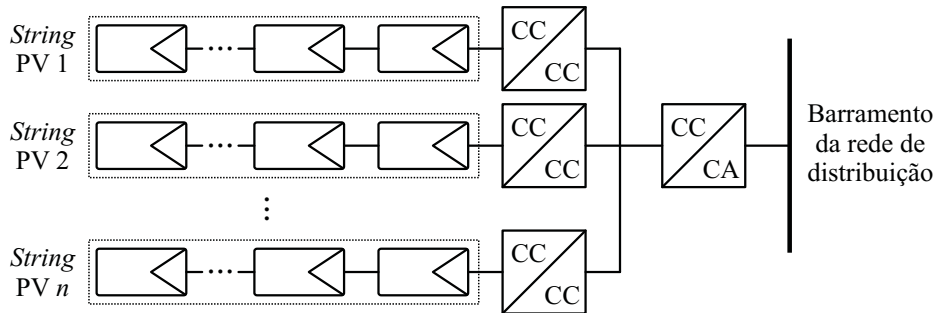 String
PV 1
CC
CC
String
PV 2
CC
CC
CC
CA
Barramento
da rede de
distribuição
String
PV n
CC
CC